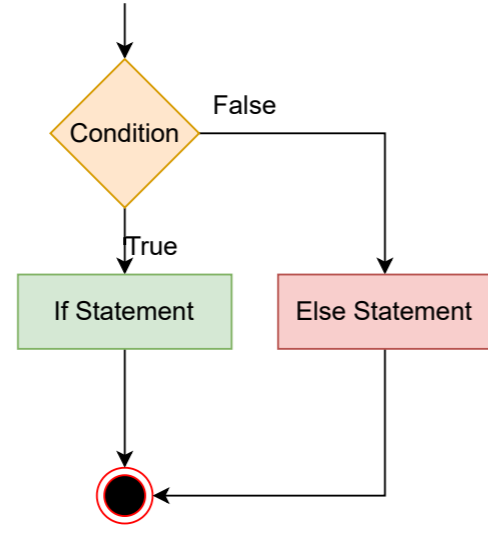 False
Condition
True
If Statement
Else Statement